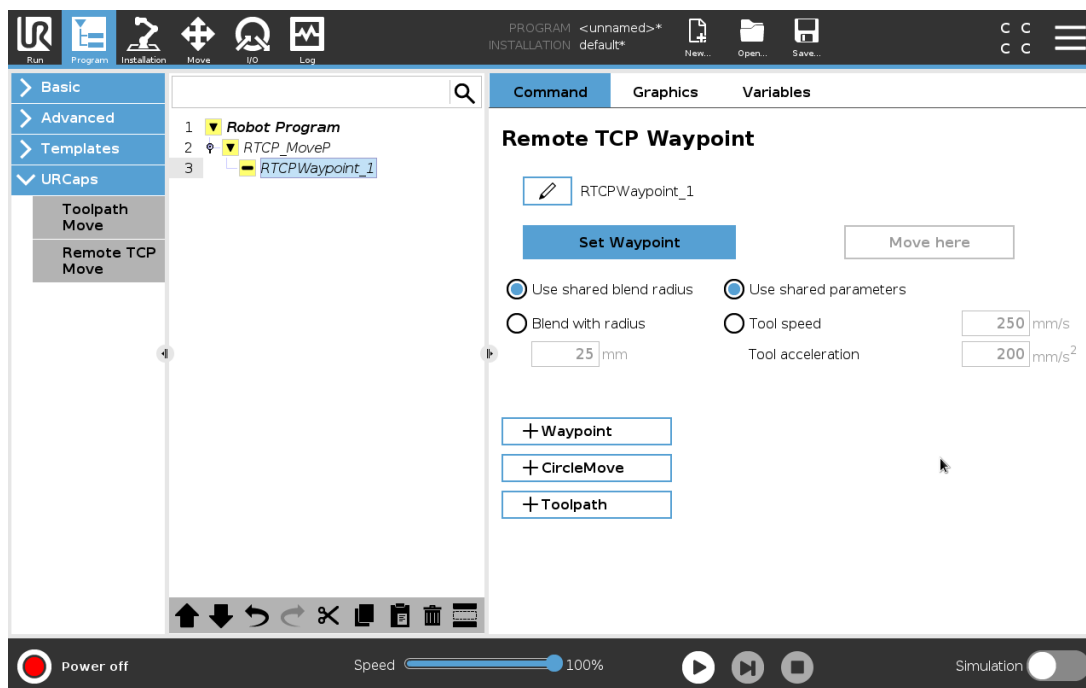 UR
PROGRAM <unnamed>*
INSTALLATION default*
C C
C C
Run Program Installation Move I/O Log New... Open... Save...
Basic
Advanced
Templates
URCaps
Toolpath
Move
Remote TCP
Move
1 Robot Program
2 RTCP_MoveP
3 RTCPWaypoint_1
Command Graphics Variables
Remote TCP Waypoint
RTCPWaypoint_1
Set Waypoint Move here
Use shared blend radius Use shared parameters
Blend with radius Tool speed 250 mm/s
25 mm Tool acceleration 200 mm/s²
+ Waypoint
+ CircleMove
+ Toolpath
Power off Speed 100% Simulation